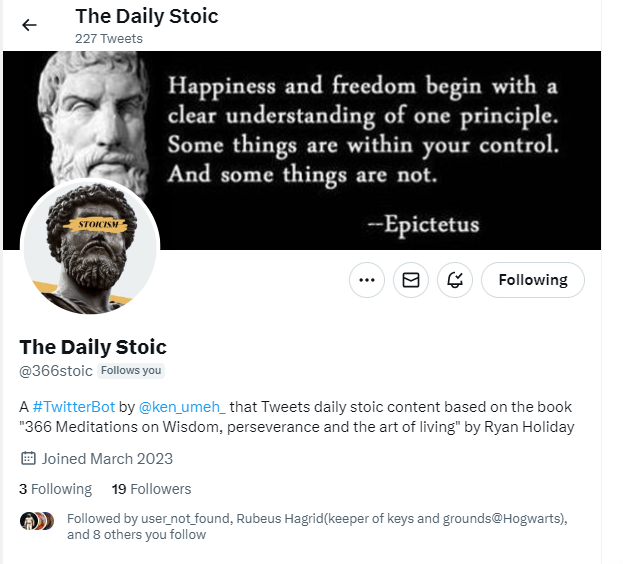 The Daily Stoic
227 Tweets
Happiness and freedom begin with a
clear understanding of one principle.
Some things are within your control.
And some things are not.
--Epictetus
STOICISM
Following
The Daily Stoic
@366stoic Follows you
A #TwitterBot by @ken_umeh_ that Tweets daily stoic content based on the book
"366 Meditations on Wisdom, perseverance and the art of living" by Ryan Holiday
Joined March 2023
3 Following 19 Followers
Followed by user_not_found, Rubeus Hagrid(keeper of keys and grounds@Hogwarts),
and 8 others you follow